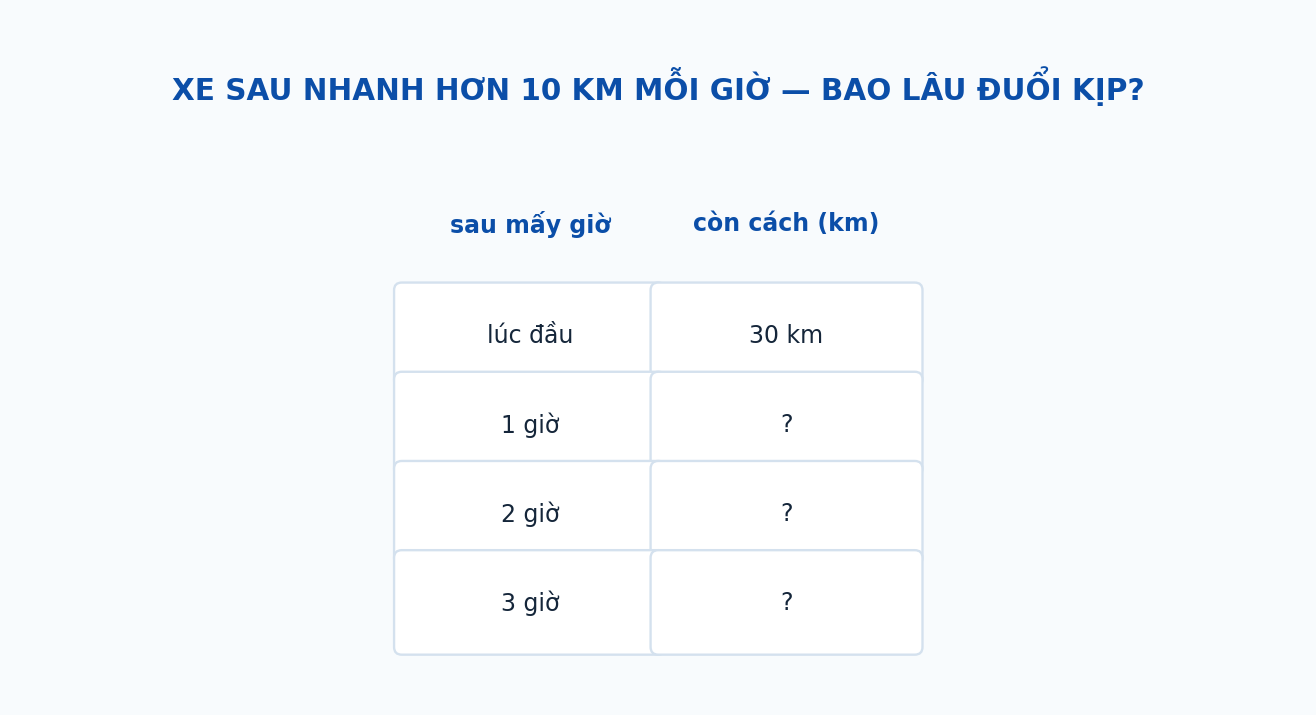 XE SAU NHANH HƠN 10 KM MỖI GIỜ — BAO LÂU ĐUỔI KỊP?
sau mấy giờ còn cách (km)
lúc đầu 30 km
1 giờ ?
2 giờ ?
3 giờ ?